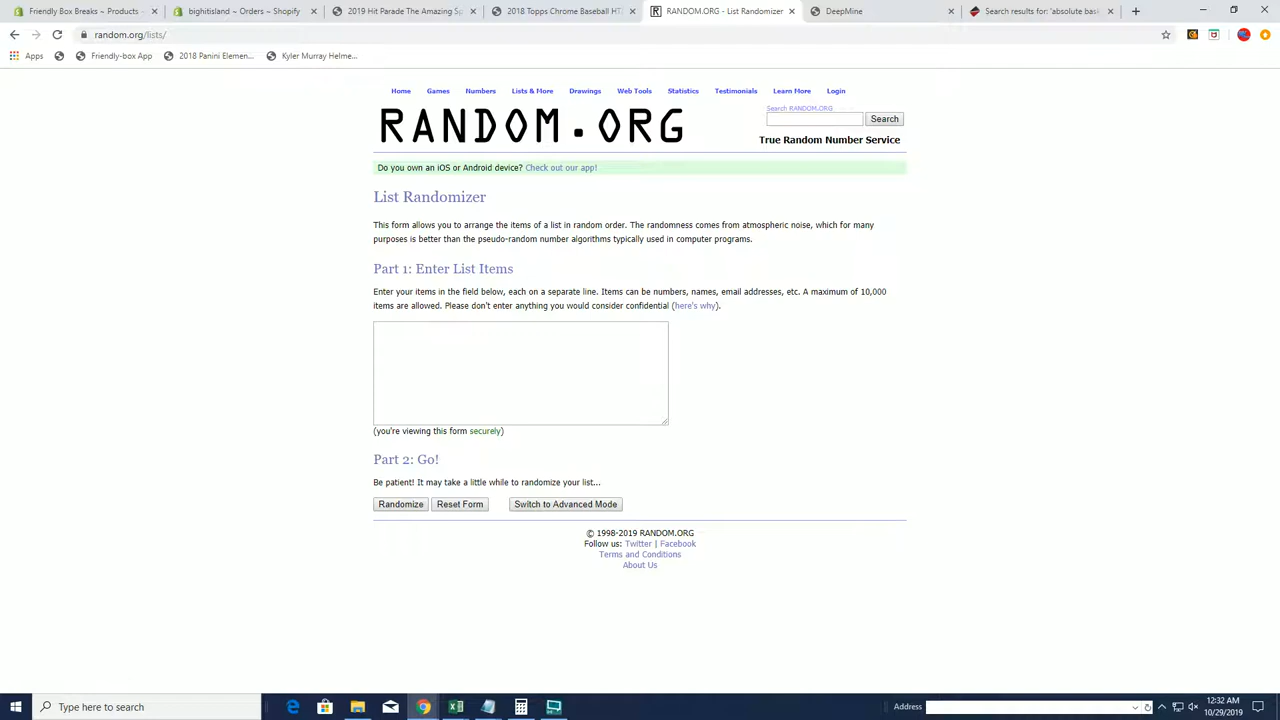 Friendly Box Breaks ~ Products ·
bighitisland ~ Orders ~ Shopify
2019 Hit Parade The Amazing Sp
2018 Topps Chrome Baseball HTC
RANDOM.ORG - List Randomizer
DeepMine
Search results for: 'absolute bask
random.org/lists/
Apps
Friendly-box App
2018 Panini Elemen...
Kyler Murray Helme...
Home Games Numbers Lists & More Drawings Web Tools Statistics Testimonials Learn More Login
RANDOM.ORG
Search RANDOM.ORG
Search
True Random Number Service
Do you own an iOS or Android device? Check out our app!
List Randomizer
This form allows you to arrange the items of a list in random order. The randomness comes from atmospheric noise, which for many
purposes is better than the pseudo-random number algorithms typically used in computer programs.
Part 1: Enter List Items
Enter your items in the field below, each on a separate line. Items can be numbers, names, email addresses, etc. A maximum of 10,000
items are allowed. Please don't enter anything you would consider confidential (here's why).
(you're viewing this form securely)
Part 2: Go!
Be patient! It may take a little while to randomize your list...
Randomize Reset Form Switch to Advanced Mode
© 1998-2019 RANDOM.ORG
Follow us: Twitter | Facebook
Terms and Conditions
About Us
Type here to search
Address
12:32 AM
10/29/2019